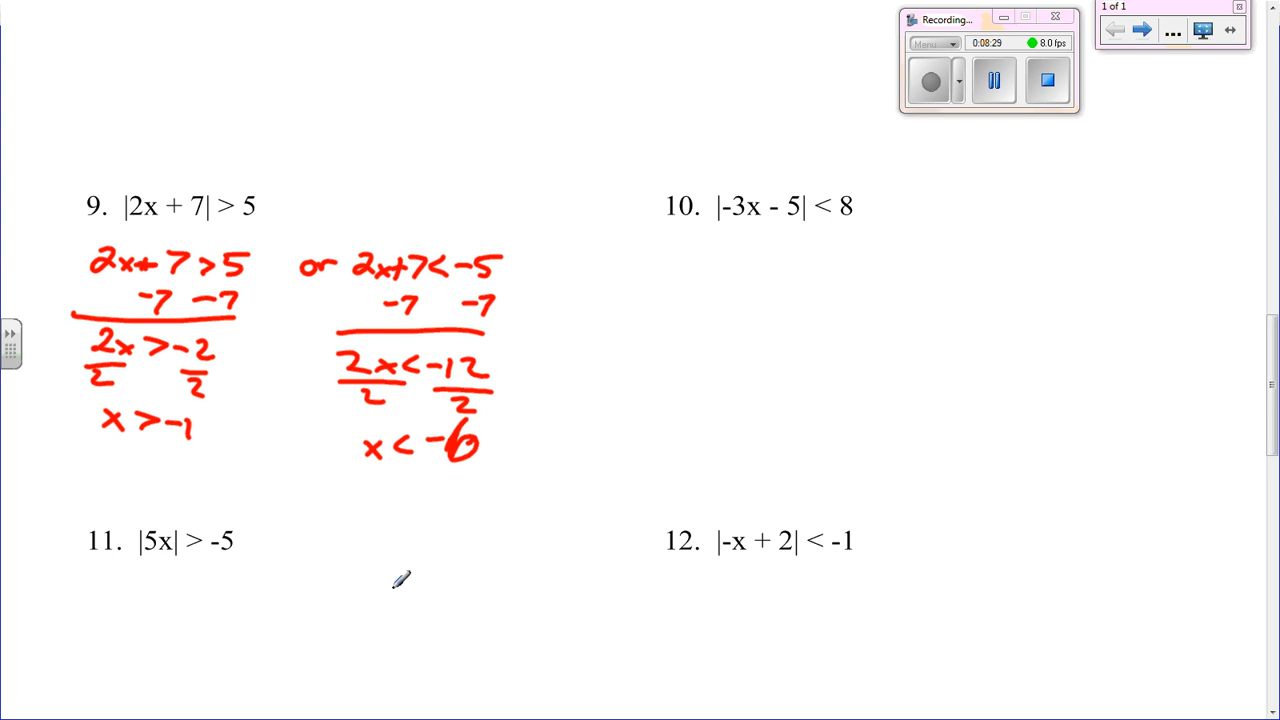 Recording...
1 of 1
Menu
0:08:29
8.0 fps
...
9. |2x + 7| > 5
10. |-3x - 5| < 8
2x + 7 > 5 or 2x + 7 < -5
-7 -7 -7 -7
2x > -2
2 2
2x < -12
2 2
x > -1
x < -6
11. |5x| > -5
12. |-x + 2| < -1